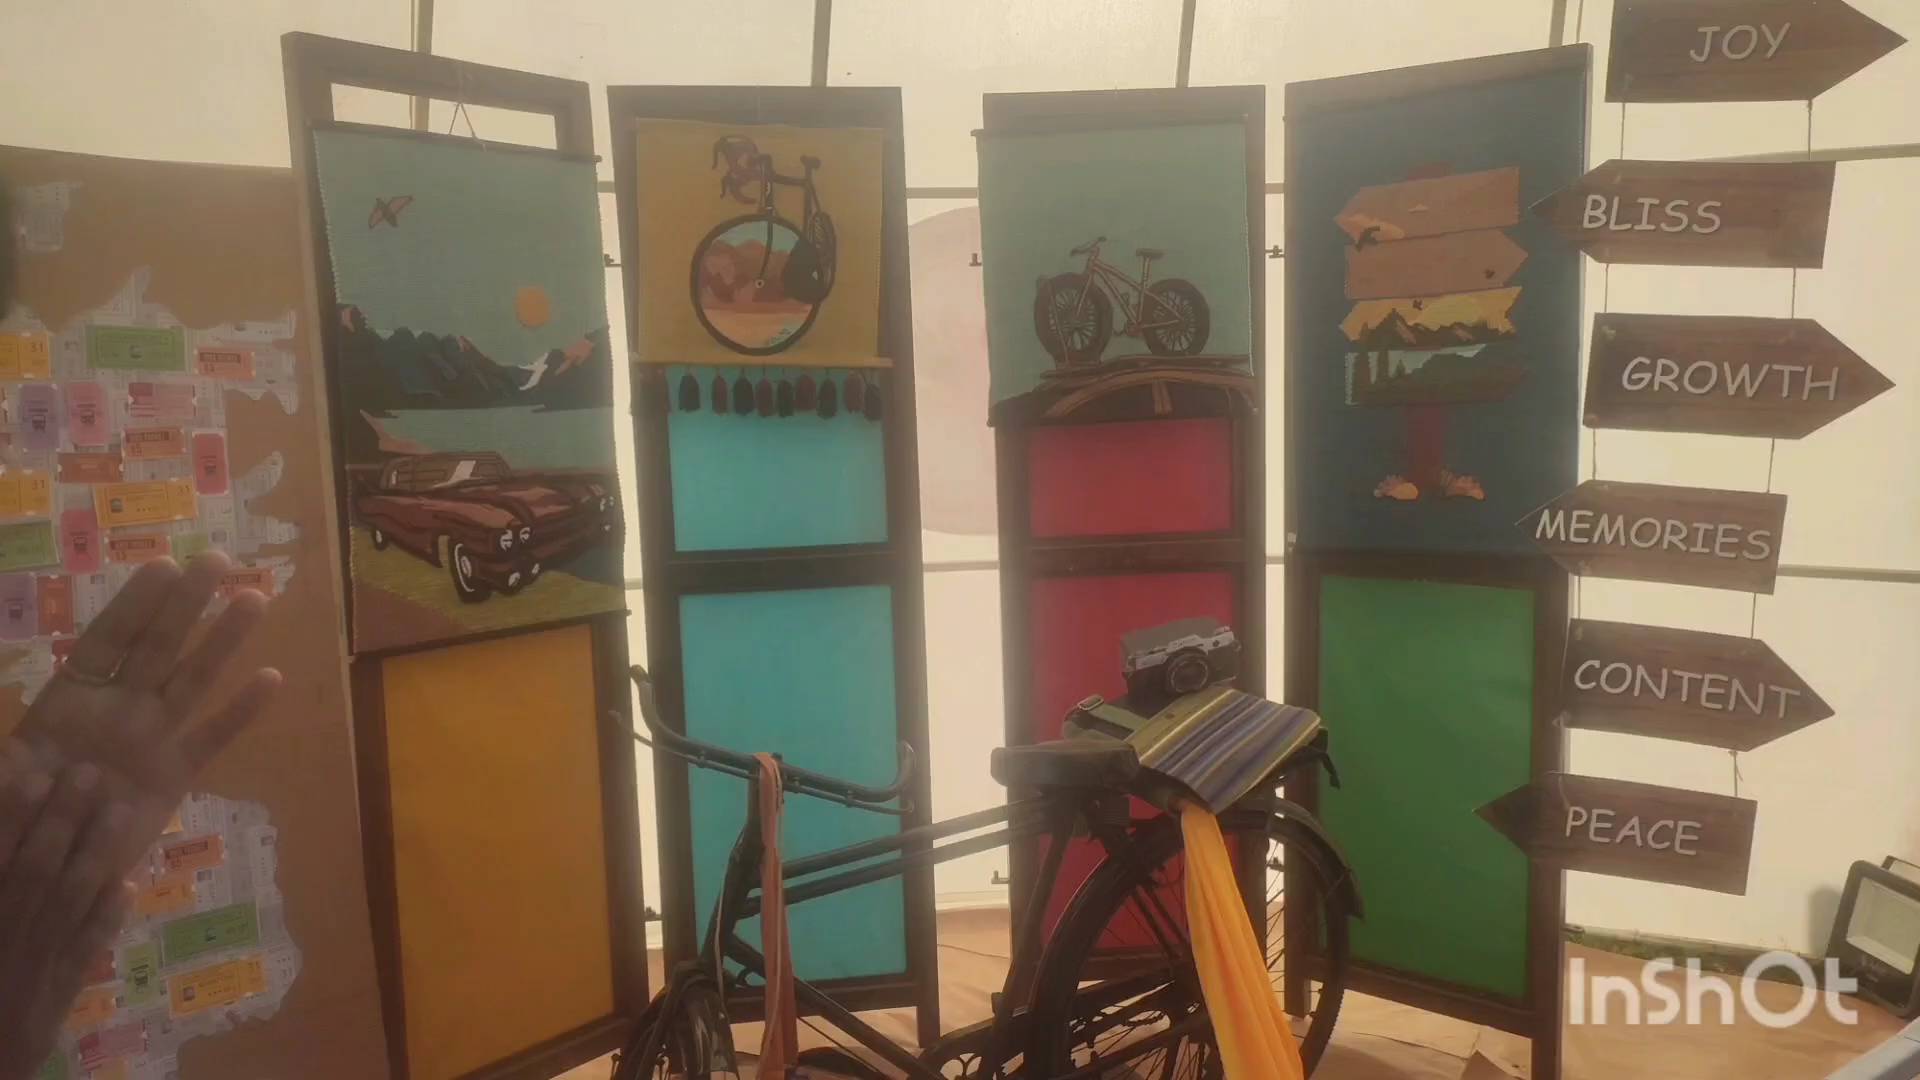 JOY
BLISS
GROWTH
MEMORIES
CONTENT
PEACE
InShOt